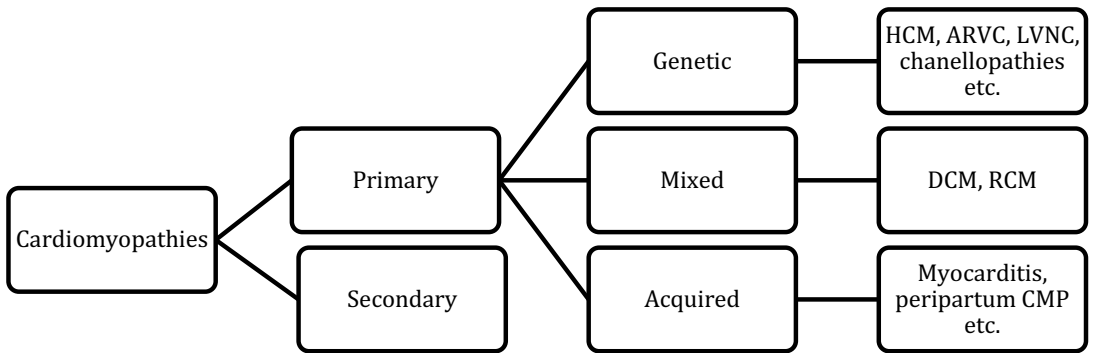 Cardiomyopathies
Primary
Secondary
Genetic
Mixed
Acquired
HCM, ARVC, LVNC,
chanellopathies
etc.
DCM, RCM
Myocarditis,
peripartum CMP
etc.